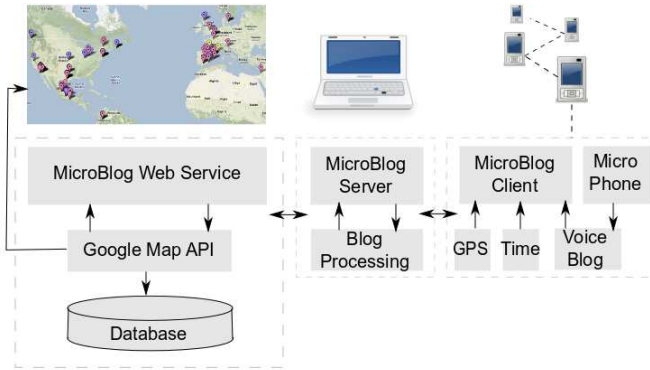 MicroBlog Web Service
Google Map API
Database
MicroBlog
Server
Blog
Processing
MicroBlog
Client
Micro
Phone
GPS
Time
Voice
Blog